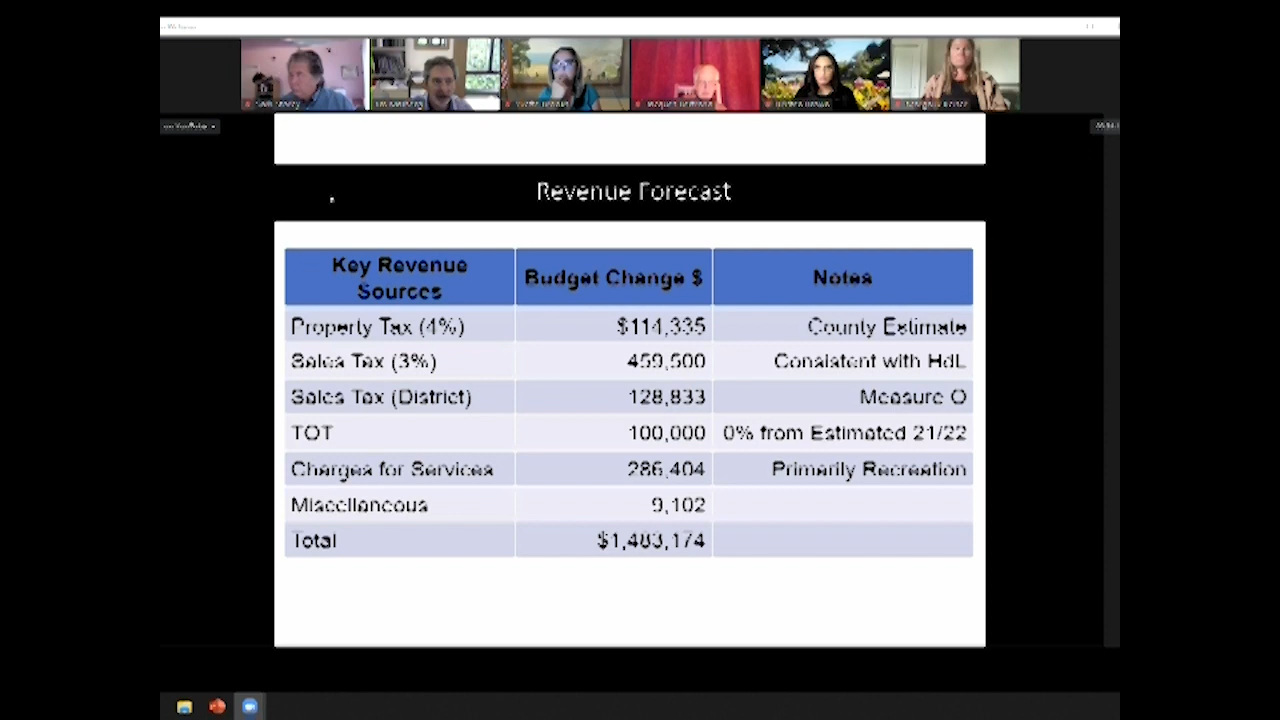 Revenue Forecast
Key Revenue Sources
Budget Change $
Notes
Property Tax (4%) $114,335 County Estimate
Sales Tax (3%) 459,500 Consistent with HdL
Sales Tax (District) 128,833 Measure O
TOT 100,000 0% from Estimated 21/22
Charges for Services 286,404 Primarily Recreation
Miscellaneous 9,102
Total $1,483,174